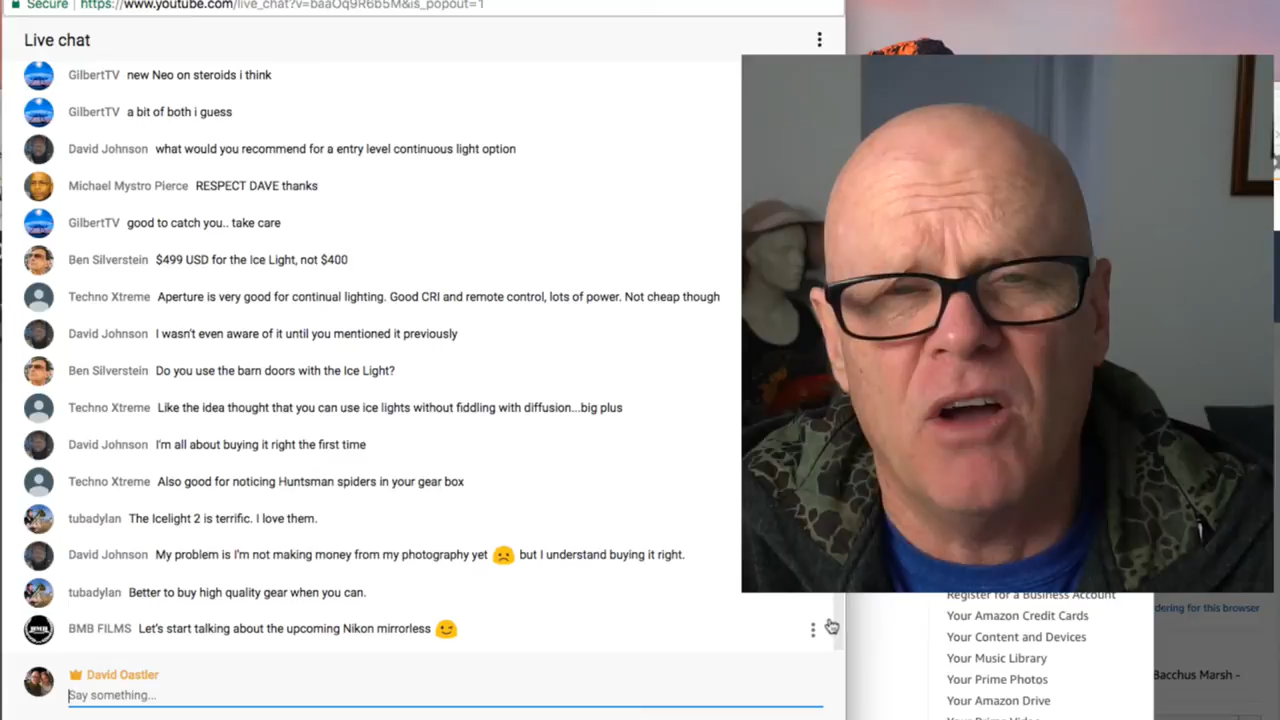 Secure https://www.youtube.com/live_chat?v=baaOq9R6b5M&is_popout=1
Live chat
GilbertTV new Neo on steroids i think
GilbertTV a bit of both i guess
David Johnson what would you recommend for a entry level continuous light option
Michael Mystro Pierce RESPECT DAVE thanks
GilbertTV good to catch you.. take care
Ben Silverstein $499 USD for the Ice Light, not $400
Techno Xtreme Aperture is very good for continual lighting. Good CRI and remote control, lots of power. Not cheap though
David Johnson I wasn't even aware of it until you mentioned it previously
Ben Silverstein Do you use the barn doors with the Ice Light?
Techno Xtreme Like the idea thought that you can use ice lights without fiddling with diffusion...big plus
David Johnson I'm all about buying it right the first time
Techno Xtreme Also good for noticing Huntsman spiders in your gear box
tubadylan The Icelight 2 is terrific. I love them.
David Johnson My problem is I'm not making money from my photography yet ☹️ but I understand buying it right.
tubadylan Better to buy high quality gear when you can.
BMB FILMS Let's start talking about the upcoming Nikon mirrorless 😉
David Oastler
Say something...
Register for a Business Account
Your Amazon Credit Cards
Your Content and Devices
Your Music Library
Your Prime Photos
Your Amazon Drive
dering for this browser
Bacchus Marsh -